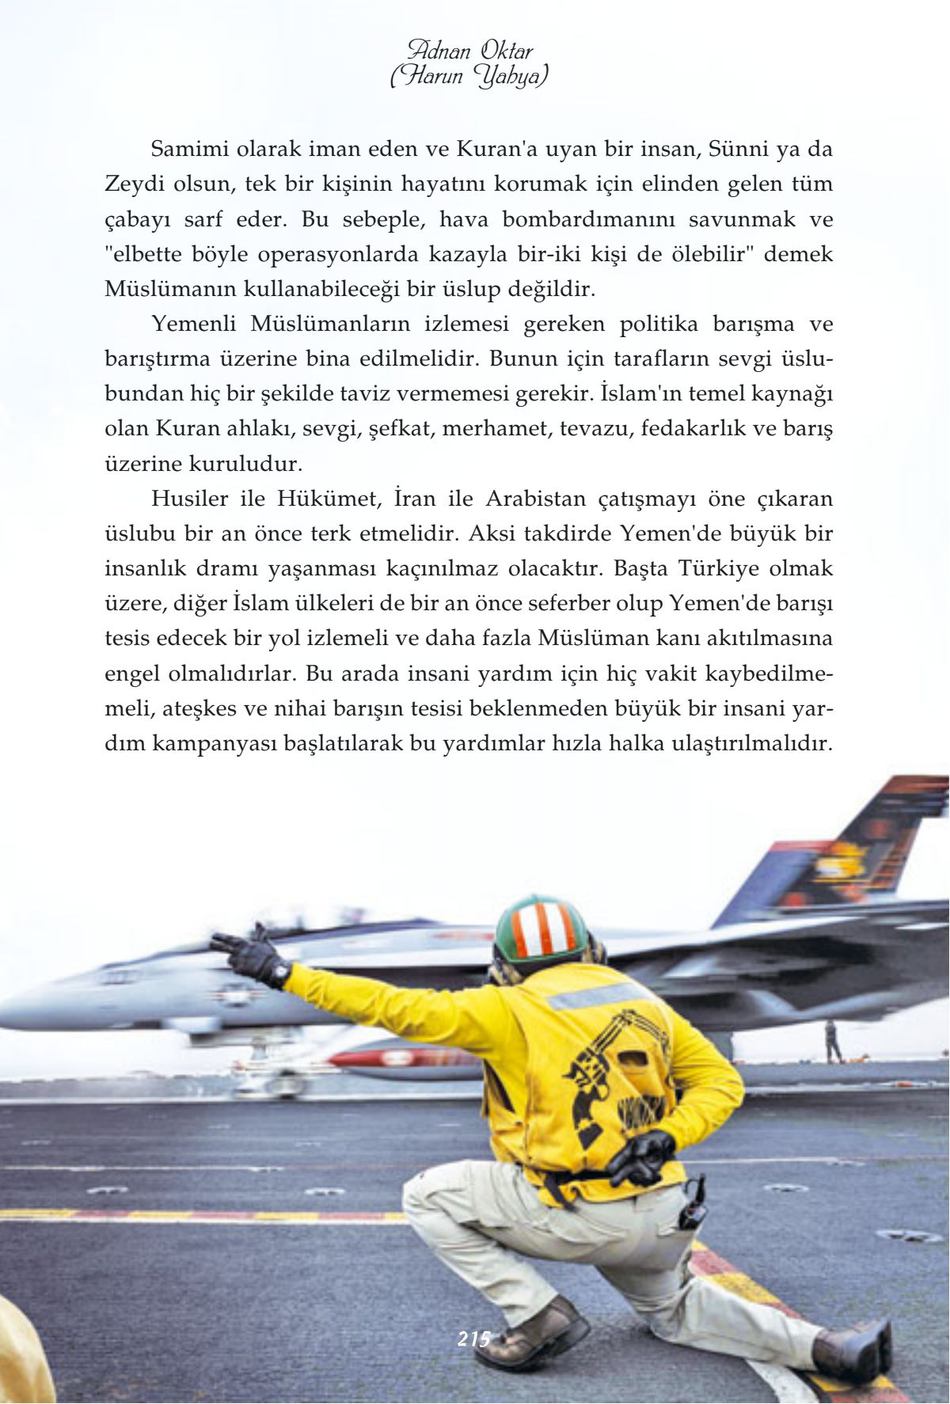 Adnan Oktar
(Harun Yahya)
Samimi olarak iman eden ve Kuran'a uyan bir insan, Sünni ya da
Zeydi olsun, tek bir kişinin hayatını korumak için elinden gelen tüm
çabayı sarf eder. Bu sebeple, hava bombardımanını savunmak ve
"elbette böyle operasyonlarda kazayla bir-iki kişi de ölebilir" demek
Müslümanın kullanabileceği bir üslup değildir.
Yemenli Müslümanların izlemesi gereken politika barışma ve
barıştırma üzerine bina edilmelidir. Bunun için tarafların sevgi üslu-
bundan hiç bir şekilde taviz vermemesi gerekir. İslam'ın temel kaynağı
olan Kuran ahlakı, sevgi, şefkat, merhamet, tevazu, fedakarlık ve barış
üzerine kuruludur.
Husiler ile Hükümet, İran ile Arabistan çatışmayı öne çıkaran
üslubu bir an önce terk etmelidir. Aksi takdirde Yemen'de büyük bir
insanlık dramı yaşanması kaçınılmaz olacaktır. Başta Türkiye olmak
üzere, diğer İslam ülkeleri de bir an önce seferber olup Yemen'de barışı
tesis edecek bir yol izlemeli ve daha fazla Müslüman kanı akıtılmasına
engel olmalıdırlar. Bu arada insani yardım için hiç vakit kaybedilme-
meli, ateşkes ve nihai barışın tesisi beklenmeden büyük bir insani yar-
dım kampanyası başlatılarak bu yardımlar hızla halka ulaştırılmalıdır.
215